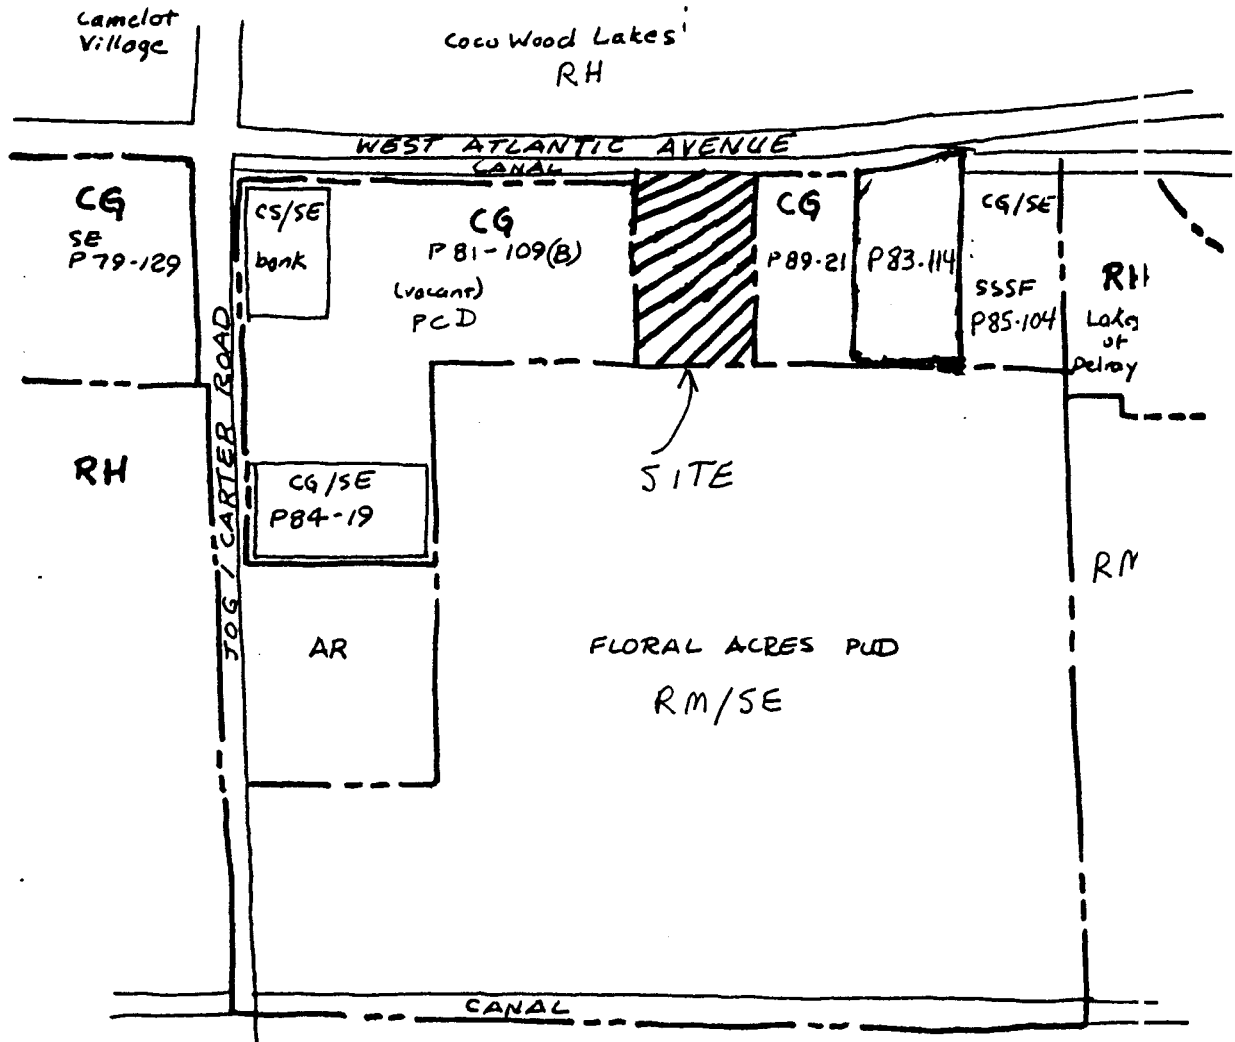 Camelot
Village
Coco Wood Lakes
RH
WEST ATLANTIC AVENUE
CANAL
CG
SE
P79-129
CS/SE
bank
CG
P81-109(B)
(vacant)
PCD
CG
P89-21
P83-114
CG/SE
SSSF
P85-104
RH
Lakes
of
Delray
JOG / CARTER ROAD
RH
CG/SE
P84-19
SITE
AR
FLORAL ACRES PUD
RM/SE
RM
CANAL